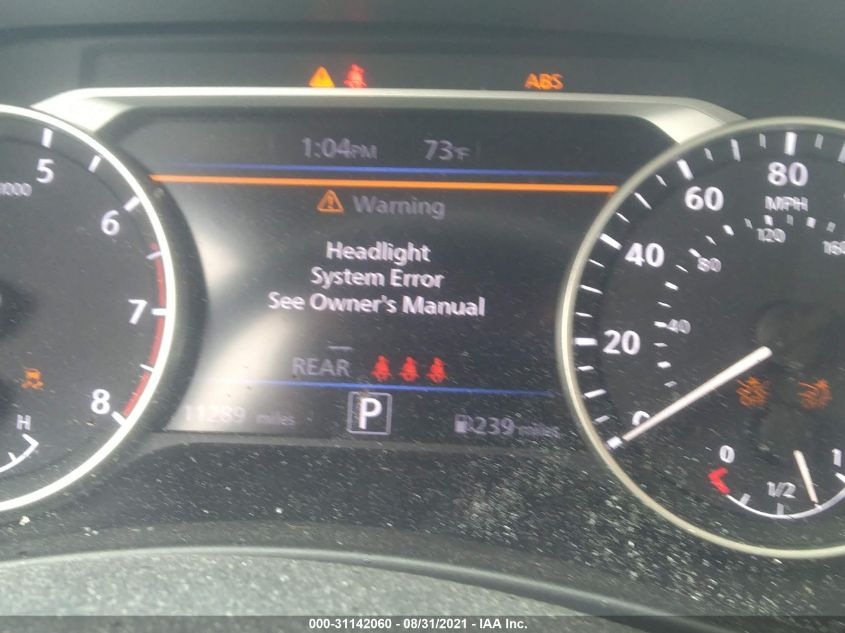 ABS
1:04PM 73°F
Warning
Headlight
System Error
See Owner's Manual
REAR
P
11289 miles
239 miles
5
6
7
8
H
0
20
40
60
80
MPH
40
80
120
160
0
1/2
1
000-31142060 - 08/31/2021 - IAA Inc.